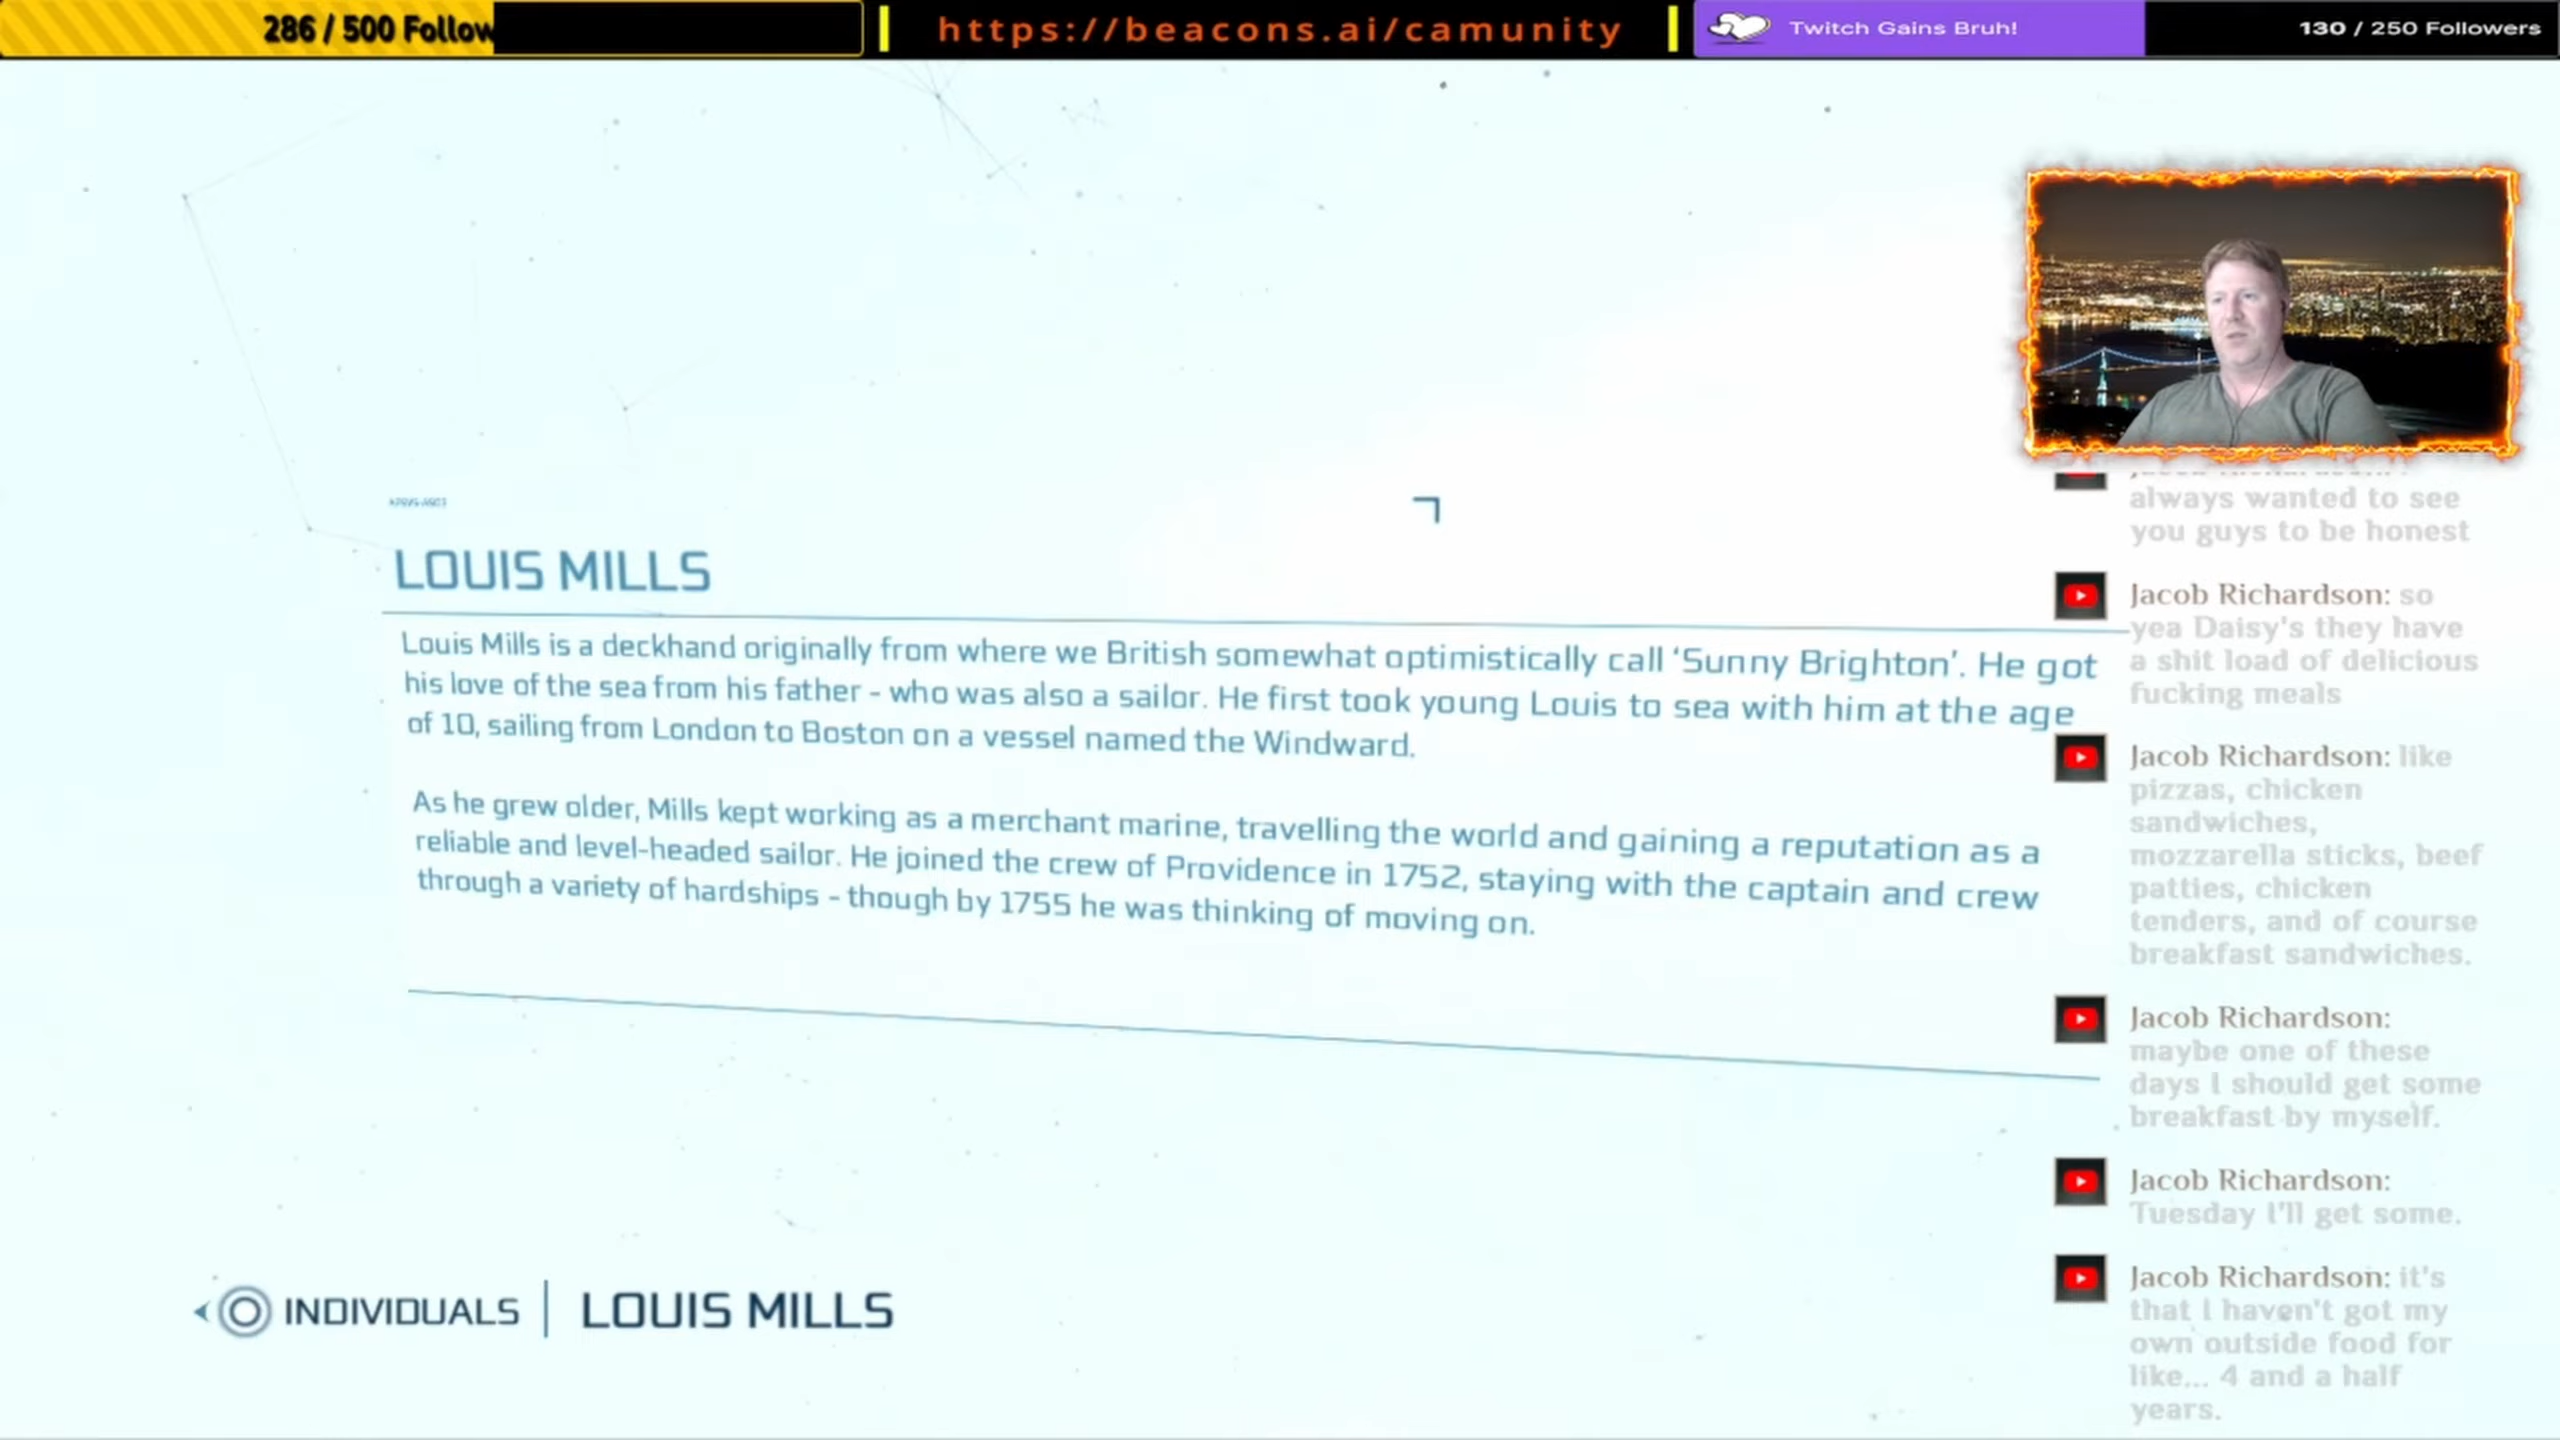 286 / 500 Follow
https://beacons.ai/camunity
Twitch Gains Bruh!
130 / 250 Followers
LOUIS MILLS
Louis Mills is a deckhand originally from where we British somewhat optimistically call ‘Sunny Brighton’. He got
his love of the sea from his father - who was also a sailor. He first took young Louis to sea with him at the age
of 10, sailing from London to Boston on a vessel named the Windward.
As he grew older, Mills kept working as a merchant marine, travelling the world and gaining a reputation as a
reliable and level-headed sailor. He joined the crew of Providence in 1752, staying with the captain and crew
through a variety of hardships - though by 1755 he was thinking of moving on.
INDIVIDUALS
LOUIS MILLS
always wanted to see
you guys to be honest
Jacob Richardson: so
yea Daisy's they have
a shit load of delicious
fucking meals
Jacob Richardson: like
pizzas, chicken
sandwiches,
mozzarella sticks, beef
patties, chicken
tenders, and of course
breakfast sandwiches.
Jacob Richardson:
maybe one of these
days I should get some
breakfast by myself.
Jacob Richardson:
Tuesday I'll get some.
Jacob Richardson: it's
that I haven't got my
own outside food for
like... 4 and a half
years.